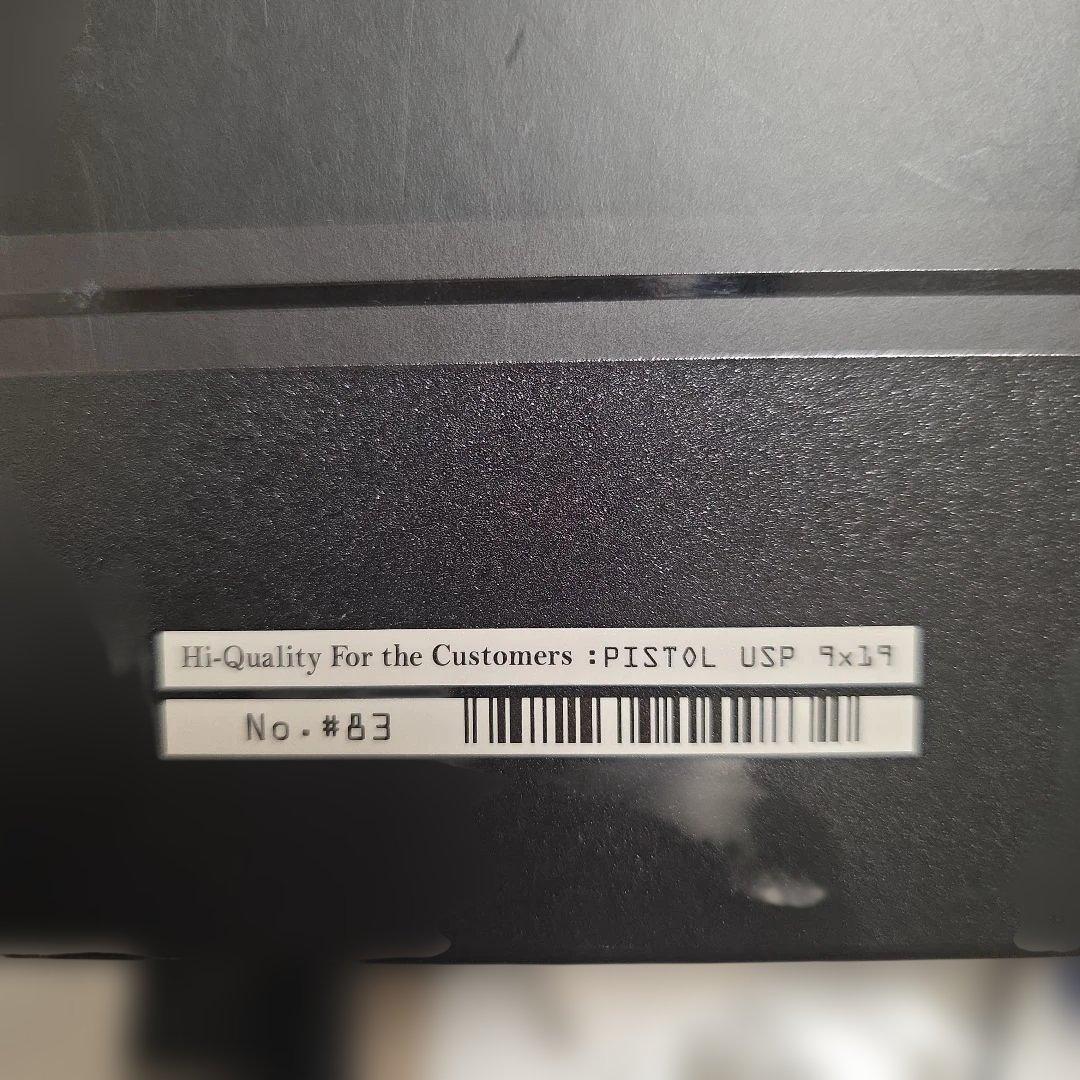 Hi-Quality For the Customers :PISTOL USP 9x19
No.#83